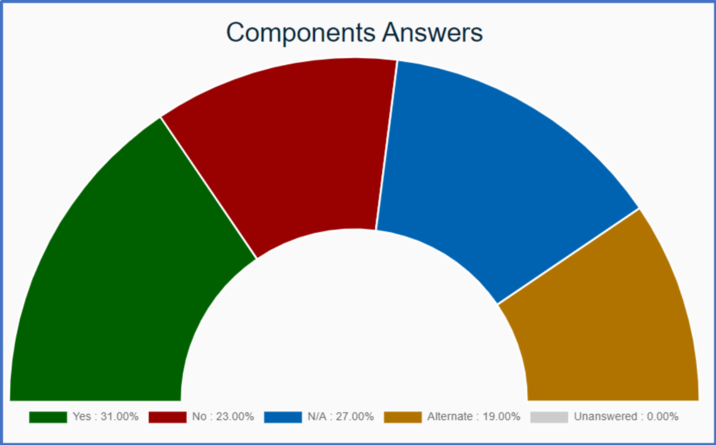 Components Answers
Yes : 31.00% No : 23.00% N/A : 27.00% Alternate : 19.00% Unanswered : 0.00%